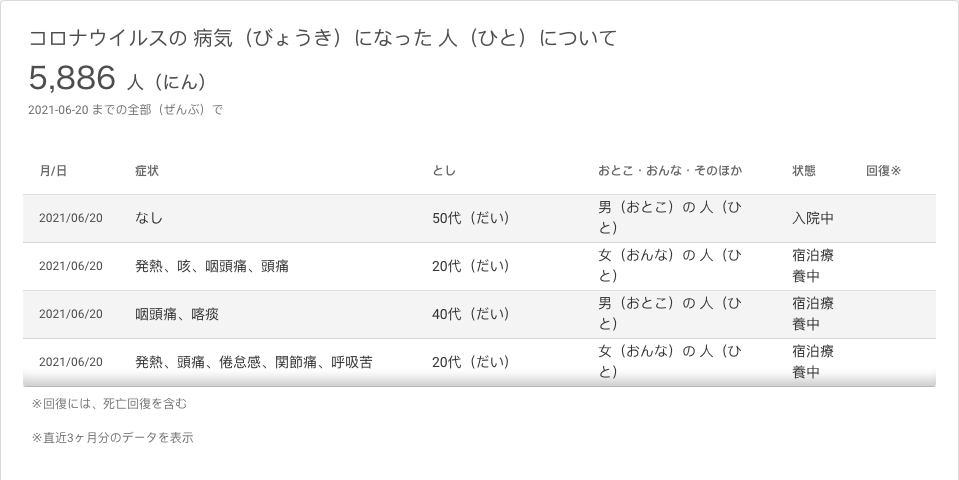 コロナウイルスの 病気（びょうき）になった 人（ひと）について
5,886 人（にん）
2021-06-20 までの全部（ぜんぶ）で
月/日 症状 とし おとこ・おんな・そのほか 状態 回復※
2021/06/20 なし 50代（だい） 男（おとこ）の 人（ひと） 入院中
2021/06/20 発熱、咳、咽頭痛、頭痛 20代（だい） 女（おんな）の 人（ひと） 宿泊療養中
2021/06/20 咽頭痛、喀痰 40代（だい） 男（おとこ）の 人（ひと） 宿泊療養中
2021/06/20 発熱、頭痛、倦怠感、関節痛、呼吸苦 20代（だい） 女（おんな）の 人（ひと） 宿泊療養中
※回復には、死亡回復を含む
※直近3ヶ月分のデータを表示